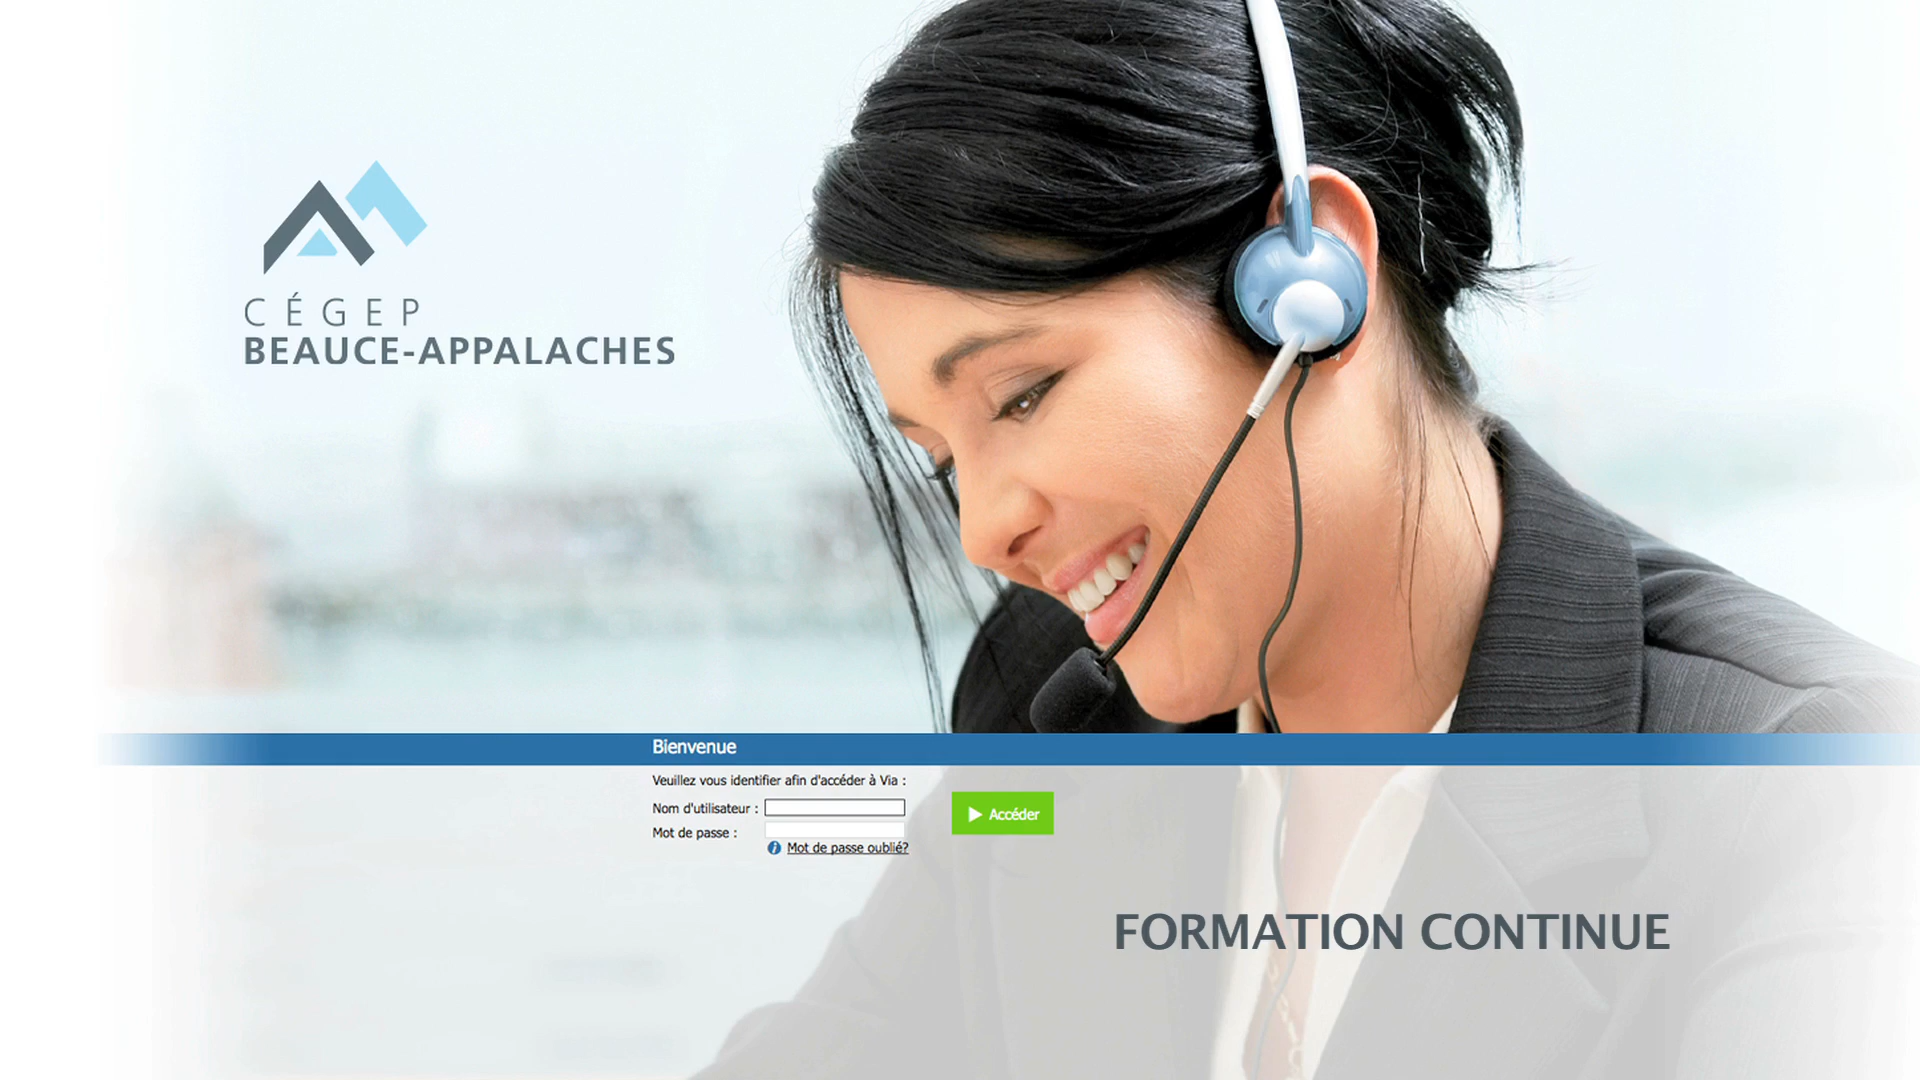 CÉGEP
BEAUCE-APPALACHES
Bienvenue
Veuillez vous identifier afin d'accéder à Via :
Nom d'utilisateur :
Accéder
Mot de passe :
Mot de passe oublié?
FORMATION CONTINUE